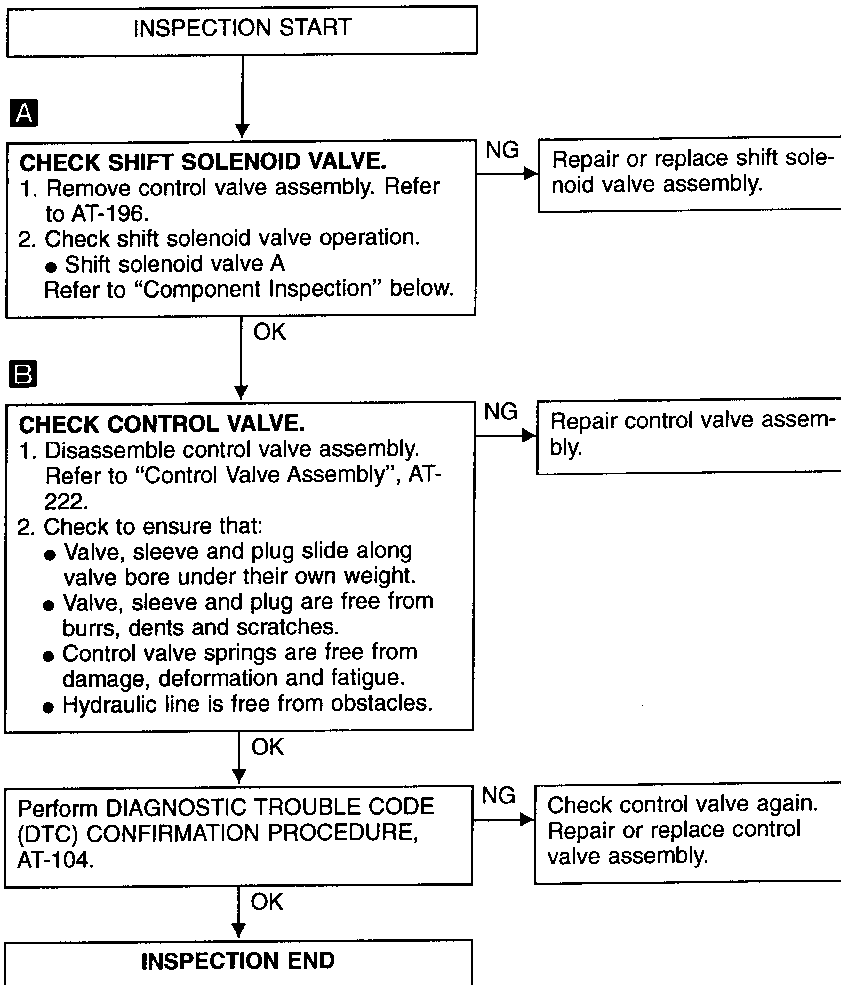 INSPECTION START
A
CHECK SHIFT SOLENOID VALVE.
1. Remove control valve assembly. Refer
to AT-196.
2. Check shift solenoid valve operation.
● Shift solenoid valve A
Refer to “Component Inspection” below.
NG
Repair or replace shift sole-
noid valve assembly.
OK
B
CHECK CONTROL VALVE.
1. Disassemble control valve assembly.
Refer to “Control Valve Assembly”, AT-
222.
2. Check to ensure that:
● Valve, sleeve and plug slide along
valve bore under their own weight.
● Valve, sleeve and plug are free from
burrs, dents and scratches.
● Control valve springs are free from
damage, deformation and fatigue.
● Hydraulic line is free from obstacles.
NG
Repair control valve assem-
bly.
OK
Perform DIAGNOSTIC TROUBLE CODE
(DTC) CONFIRMATION PROCEDURE,
AT-104.
NG
Check control valve again.
Repair or replace control
valve assembly.
OK
INSPECTION END